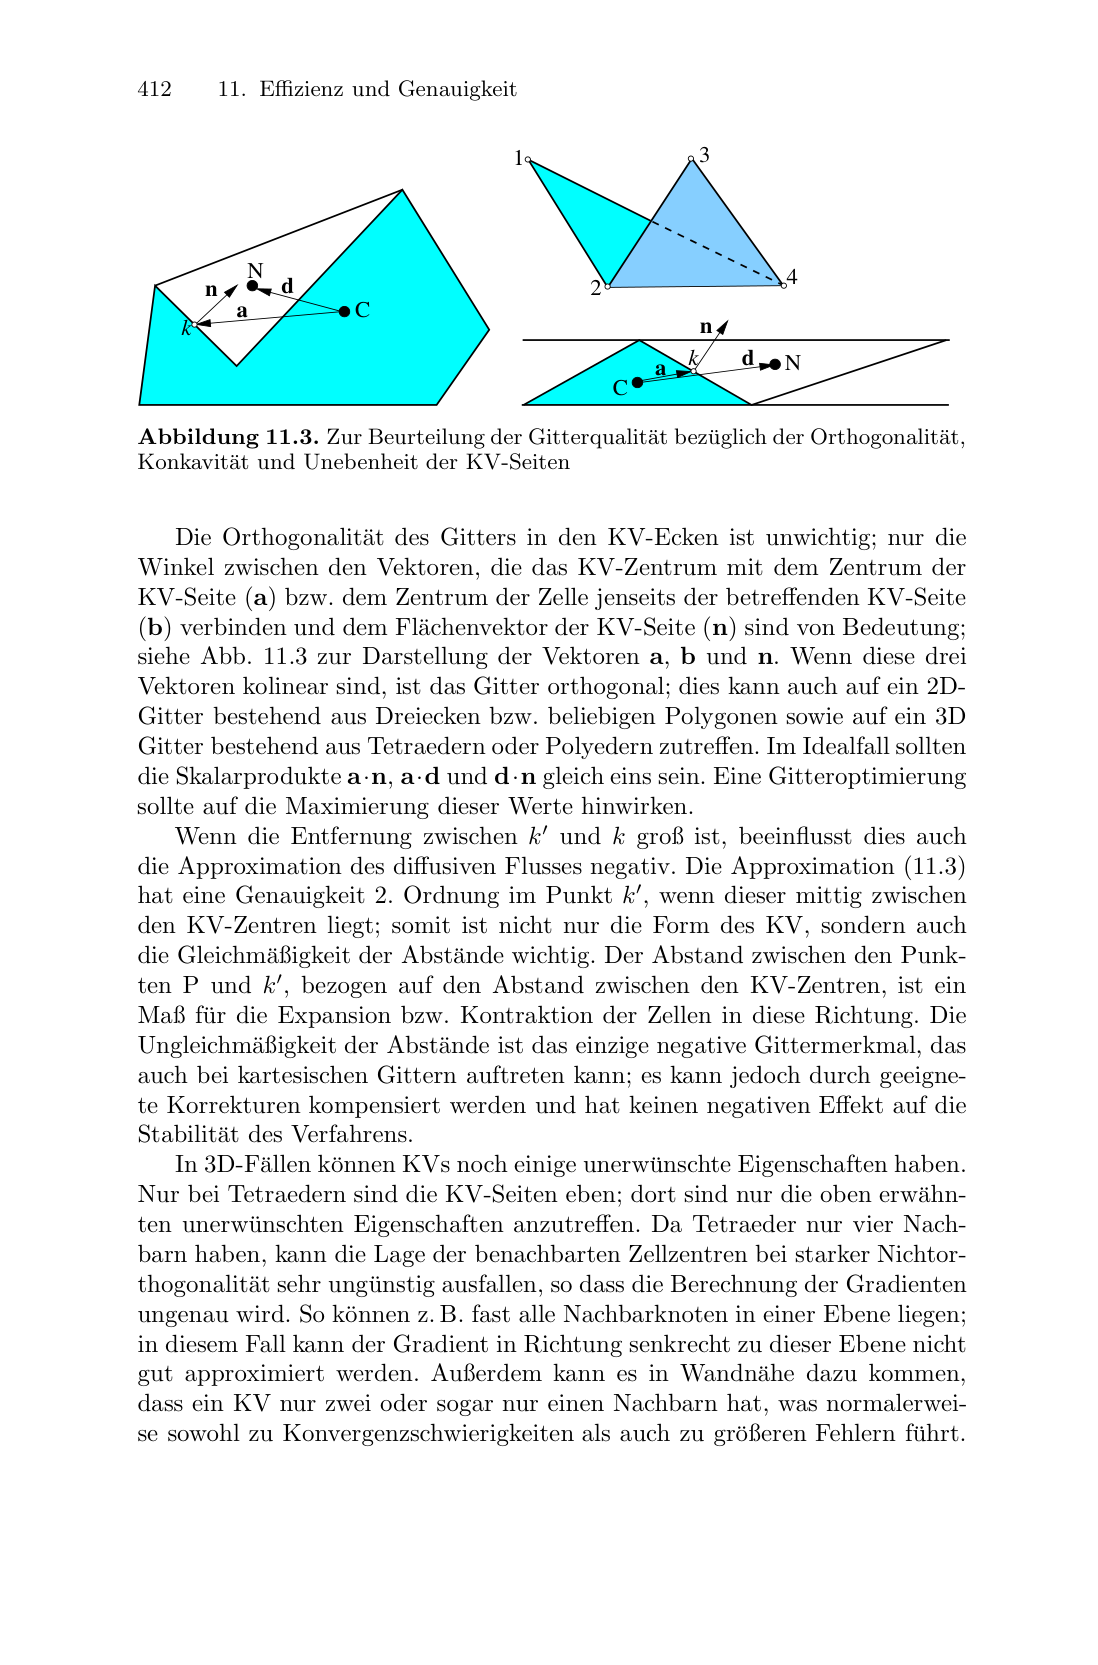 412 11. Effizienz und Genauigkeit
1
3
2
4
N
n
d
a
C
k
n
k
d
N
a
C
Abbildung 11.3. Zur Beurteilung der Gitterqualität bezüglich der Orthogonalität,
Konkavität und Unebenheit der KV-Seiten
Die Orthogonalität des Gitters in den KV-Ecken ist unwichtig; nur die
Winkel zwischen den Vektoren, die das KV-Zentrum mit dem Zentrum der
KV-Seite (a) bzw. dem Zentrum der Zelle jenseits der betreffenden KV-Seite
(b) verbinden und dem Flächenvektor der KV-Seite (n) sind von Bedeutung;
siehe Abb. 11.3 zur Darstellung der Vektoren a, b und n. Wenn diese drei
Vektoren kolinear sind, ist das Gitter orthogonal; dies kann auch auf ein 2D-
Gitter bestehend aus Dreiecken bzw. beliebigen Polygonen sowie auf ein 3D
Gitter bestehend aus Tetraedern oder Polyedern zutreffen. Im Idealfall sollten
die Skalarprodukte a·n, a·d und d·n gleich eins sein. Eine Gitteroptimierung
sollte auf die Maximierung dieser Werte hinwirken.
Wenn die Entfernung zwischen k′ und k groß ist, beeinflusst dies auch
die Approximation des diffusiven Flusses negativ. Die Approximation (11.3)
hat eine Genauigkeit 2. Ordnung im Punkt k′, wenn dieser mittig zwischen
den KV-Zentren liegt; somit ist nicht nur die Form des KV, sondern auch
die Gleichmäßigkeit der Abstände wichtig. Der Abstand zwischen den Punk-
ten P und k′, bezogen auf den Abstand zwischen den KV-Zentren, ist ein
Maß für die Expansion bzw. Kontraktion der Zellen in diese Richtung. Die
Ungleichmäßigkeit der Abstände ist das einzige negative Gittermerkmal, das
auch bei kartesischen Gittern auftreten kann; es kann jedoch durch geeigne-
te Korrekturen kompensiert werden und hat keinen negativen Effekt auf die
Stabilität des Verfahrens.
In 3D-Fällen können KVs noch einige unerwünschte Eigenschaften haben.
Nur bei Tetraedern sind die KV-Seiten eben; dort sind nur die oben erwähn-
ten unerwünschten Eigenschaften anzutreffen. Da Tetraeder nur vier Nach-
barn haben, kann die Lage der benachbarten Zellzentren bei starker Nichtor-
thogonalität sehr ungünstig ausfallen, so dass die Berechnung der Gradienten
ungenau wird. So können z. B. fast alle Nachbarknoten in einer Ebene liegen;
in diesem Fall kann der Gradient in Richtung senkrecht zu dieser Ebene nicht
gut approximiert werden. Außerdem kann es in Wandnähe dazu kommen,
dass ein KV nur zwei oder sogar nur einen Nachbarn hat, was normalerwei-
se sowohl zu Konvergenzschwierigkeiten als auch zu größeren Fehlern führt.